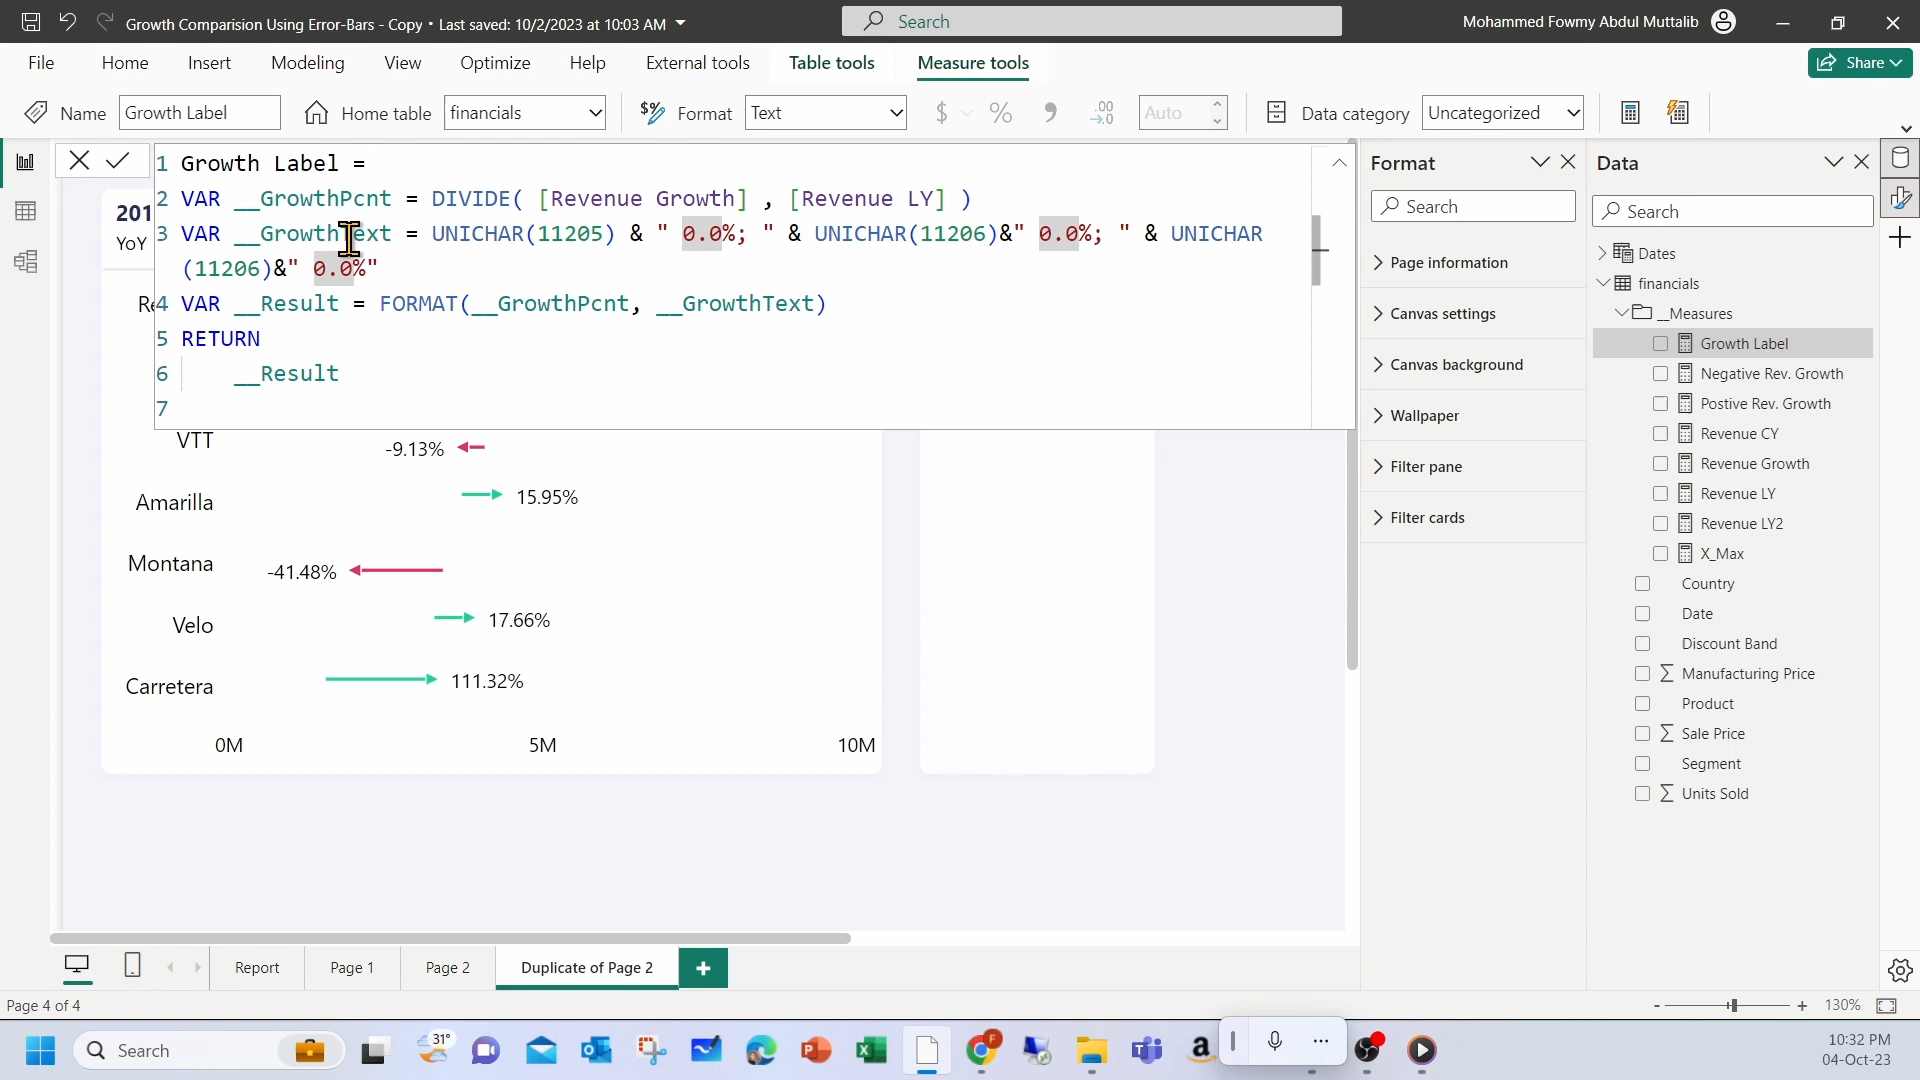 Growth Comparision Using Error-Bars - Copy • Last saved: 10/2/2023 at 10:03 AM
Search
Mohammed Fowmy Abdul Muttalib
File
Home
Insert
Modeling
View
Optimize
Help
External tools
Table tools
Measure tools
Share
Name
Growth Label
Home table
financials
Format
Text
$
%
Auto
Data category
Uncategorized
1 Growth Label =
2 VAR __GrowthPcnt = DIVIDE( [Revenue Growth] , [Revenue LY] )
3 VAR __GrowthText = UNICHAR(11205) & " 0.0%; " & UNICHAR(11206)&" 0.0%; " & UNICHAR
(11206)&" 0.0%"
4 VAR __Result = FORMAT(__GrowthPcnt, __GrowthText)
5 RETURN
6 __Result
7
201
YoY
VTT
-9.13%
Amarilla
15.95%
Montana
-41.48%
Velo
17.66%
Carretera
111.32%
0M
5M
10M
Format
Search
Page information
Canvas settings
Canvas background
Wallpaper
Filter pane
Filter cards
Data
Search
Dates
financials
__Measures
Growth Label
Negative Rev. Growth
Postive Rev. Growth
Revenue CY
Revenue Growth
Revenue LY
Revenue LY2
X_Max
Country
Date
Discount Band
Manufacturing Price
Product
Sale Price
Segment
Units Sold
Report
Page 1
Page 2
Duplicate of Page 2
Page 4 of 4
130%
Search
31°
10:32 PM
04-Oct-23